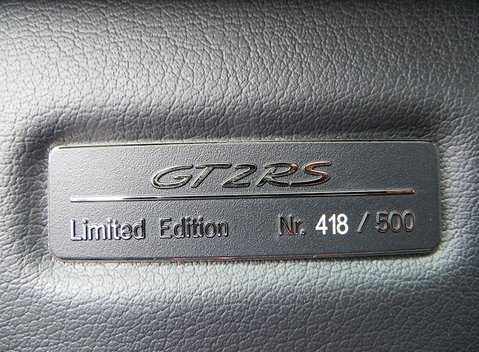 GT2RS
Limited Edition Nr. 418 / 500